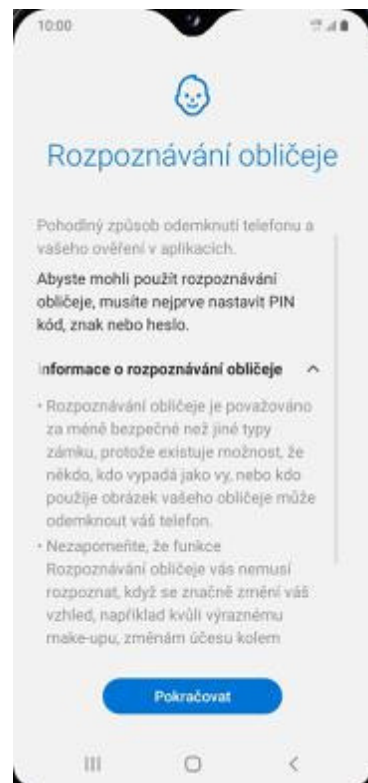 10:00
Rozpoznávání obličeje
Pohodlný způsob odemknutí telefonu a
vašeho ověření v aplikacích.
Abyste mohli použít rozpoznávání
obličeje, musíte nejprve nastavit PIN
kód, znak nebo heslo.
Informace o rozpoznávání obličeje
• Rozpoznávání obličeje je považováno
za méně bezpečné než jiné typy
zámku, protože existuje možnost, že
někdo, kdo vypadá jako vy, nebo kdo
použije obrázek vašeho obličeje může
odemknout váš telefon.
• Nezapomeňte, že funkce
Rozpoznávání obličeje vás nemusí
rozpoznat, když se značně změní váš
vzhled, například kvůli výraznému
make-upu, změnám účesu kolem
Pokračovat